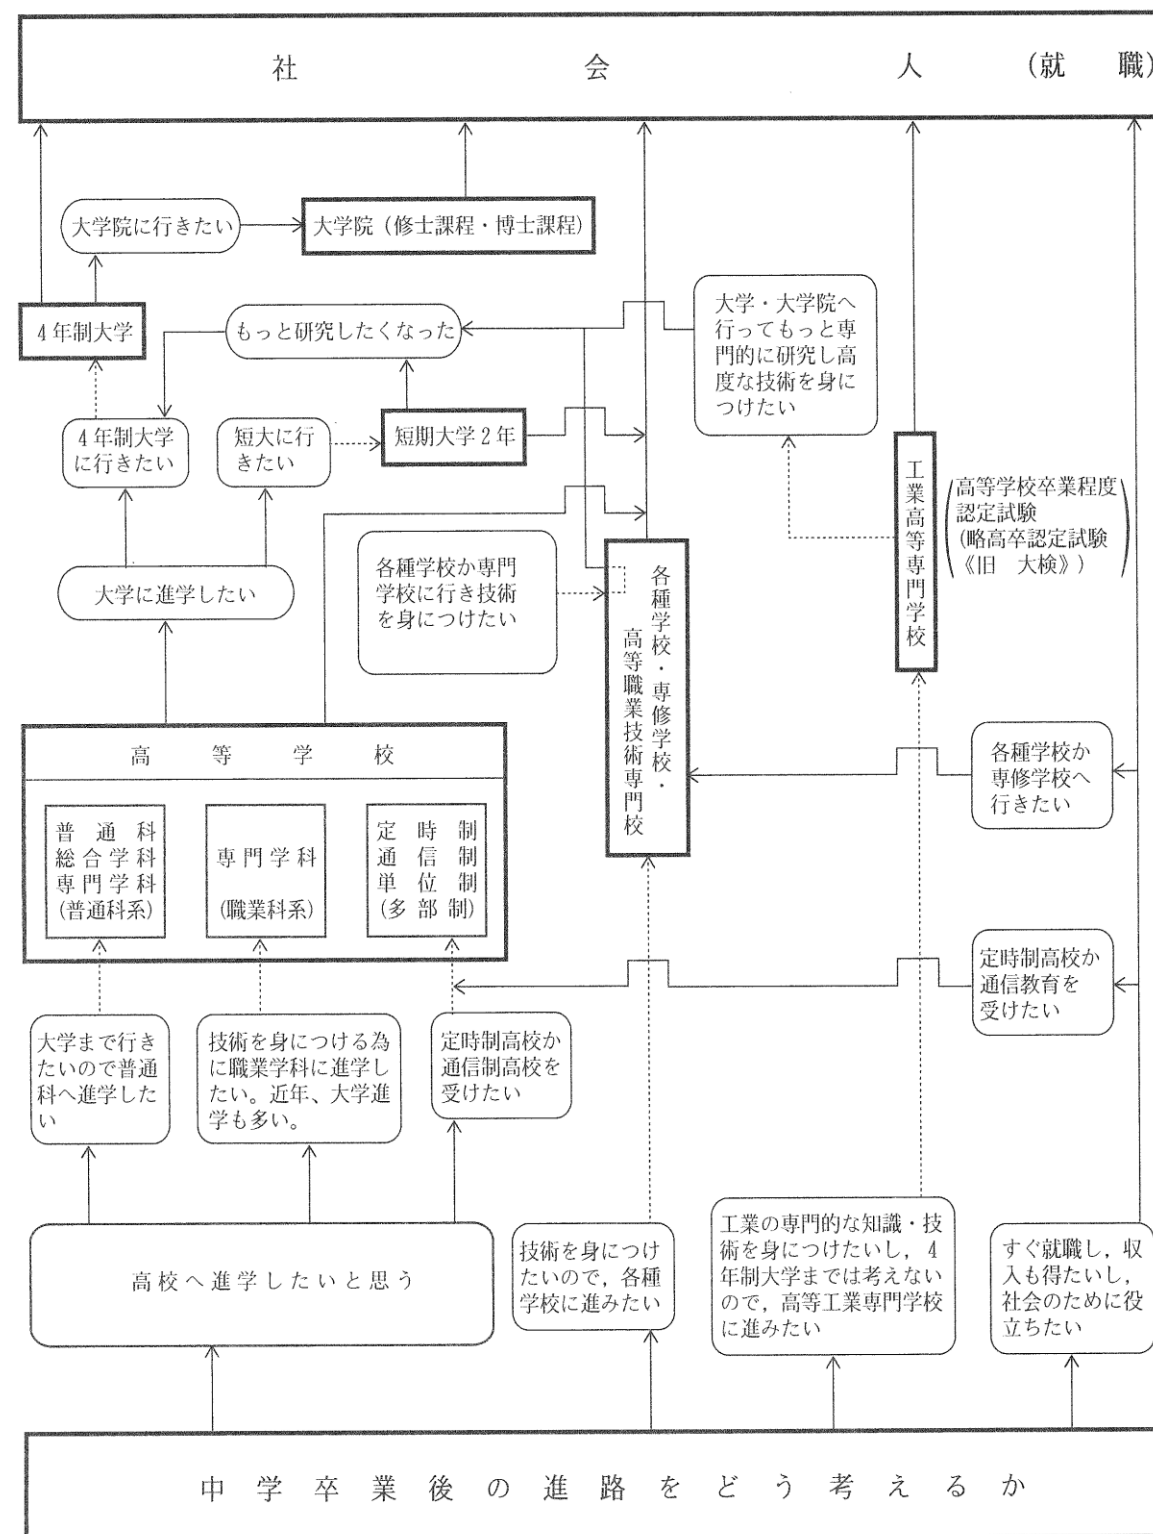 社会人(就職)
大学院に行きたい
大学院(修士課程・博士課程)
4年制大学
もっと研究したくなった
大学・大学院へ
行ってもっと専
門的に研究し高
度な技術を身に
つけたい
4年制大学
に行きたい
短大に行
きたい
短期大学2年
工業高等専門学校
(高等学校卒業程度
認定試験
(略高卒認定試験
《旧 大検》))
大学に進学したい
各種学校か専門
学校に行き技術
を身につけたい
各種学校・専修学校・
高等職業技術専門校
高等学校
普通科
総合学科
専門学科
(普通科系)
専門学科
(職業科系)
定時制
通信制
単位制
(多部制)
各種学校か
専修学校へ
行きたい
定時制高校か
通信教育を
受けたい
大学まで行き
たいので普通
科へ進学した
い
技術を身につける為
に職業学科に進学し
たい。近年、大学進
学も多い。
定時制高校か
通信制高校を
受けたい
高校へ進学したいと思う
技術を身につけ
たいので，各種
学校に進みたい
工業の専門的な知識・技
術を身につけたいし，4
年制大学までは考えない
ので，高等工業専門学校
に進みたい
すぐ就職し，収
入も得たいし，
社会のために役
立ちたい
中学卒業後の進路をどう考えるか